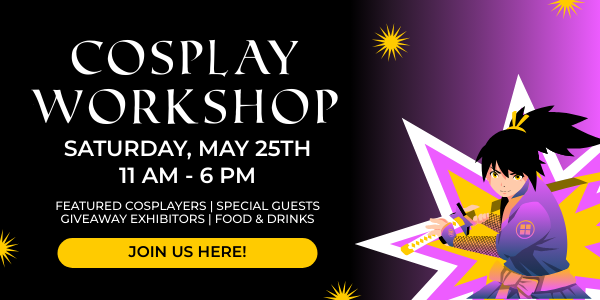 COSPLAY
WORKSHOP
SATURDAY, MAY 25TH
11 AM - 6 PM
FEATURED COSPLAYERS | SPECIAL GUESTS
GIVEAWAY EXHIBITORS | FOOD & DRINKS
JOIN US HERE!